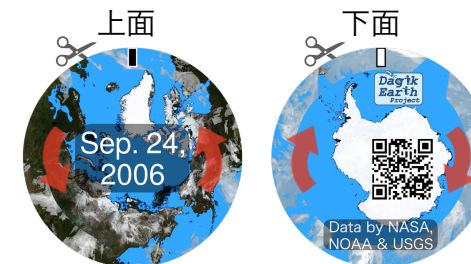 上面
下面
Sep. 24,
2006
Dagik
Earth
Project
Data by NASA,
NOAA & USGS